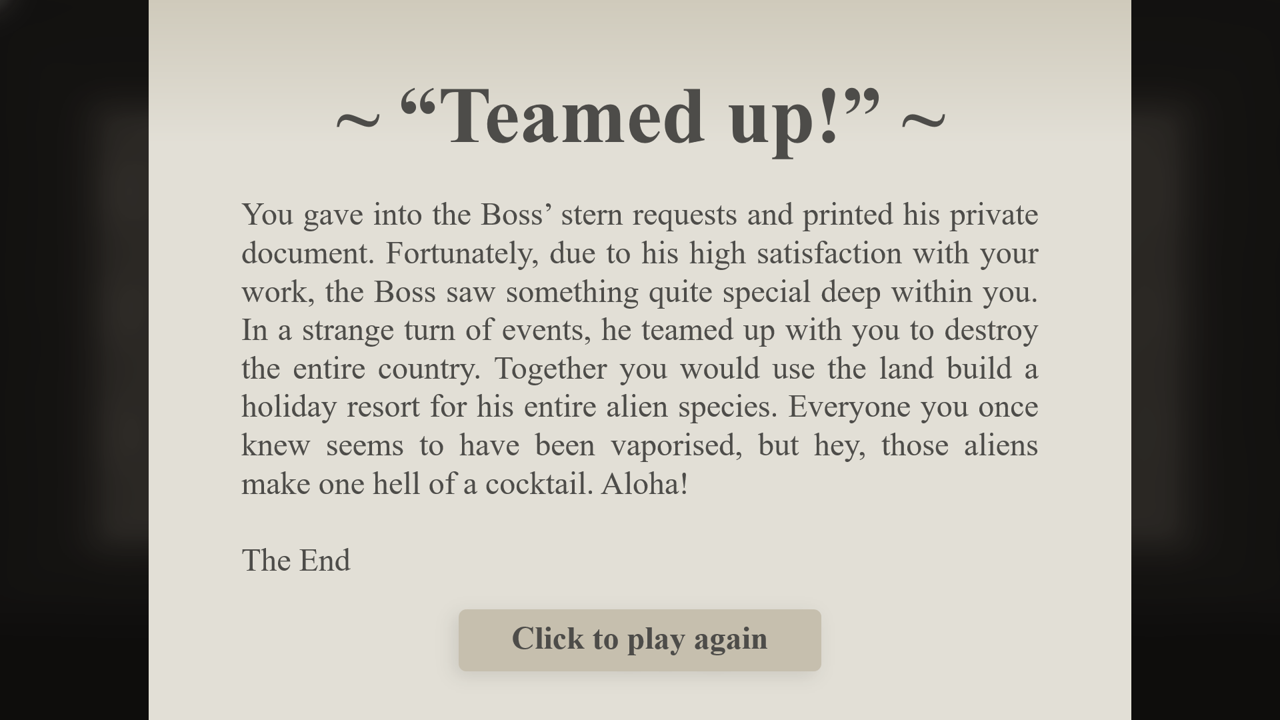 ~ “Teamed up!” ~
You gave into the Boss’ stern requests and printed his private
document. Fortunately, due to his high satisfaction with your
work, the Boss saw something quite special deep within you.
In a strange turn of events, he teamed up with you to destroy
the entire country. Together you would use the land build a
holiday resort for his entire alien species. Everyone you once
knew seems to have been vaporised, but hey, those aliens
make one hell of a cocktail. Aloha!
The End
Click to play again